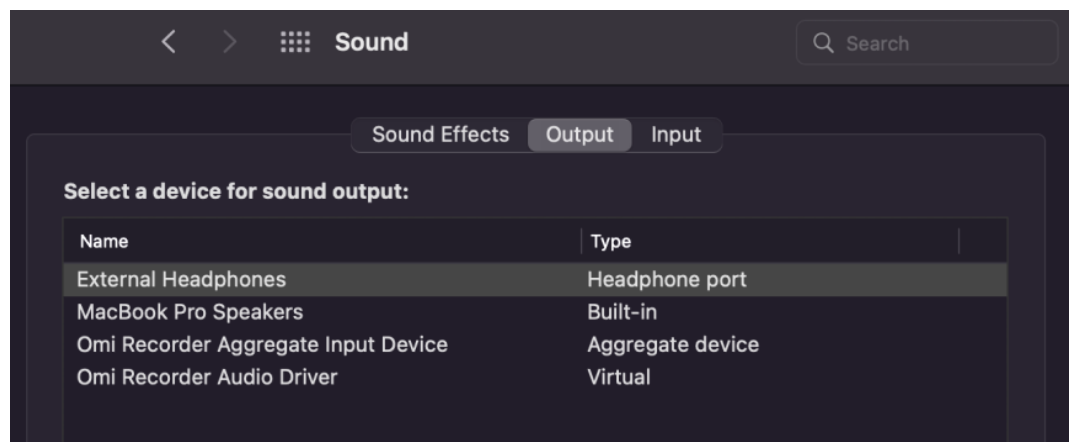 Sound
Search
Sound Effects Output Input
Select a device for sound output:
Name Type
External Headphones Headphone port
MacBook Pro Speakers Built-in
Omi Recorder Aggregate Input Device Aggregate device
Omi Recorder Audio Driver Virtual